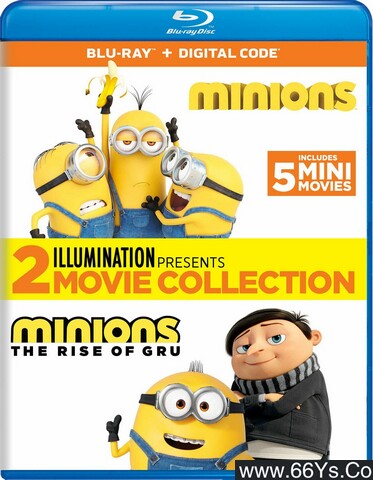 Blu-ray Disc
BLU-RAY™ + DIGITAL CODE
minions
INCLUDES
5 MINI
MOVIES
2 ILLUMINATION PRESENTS
MOVIE COLLECTION
minions
THE RISE OF GRU
www.66Ys.Co